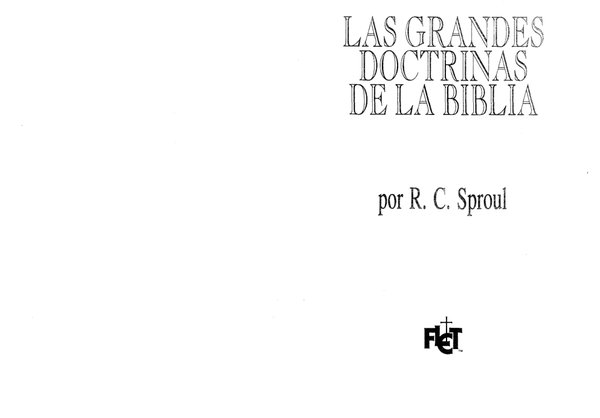 LAS GRANDES
DOCTRINAS
DE LA BIBLIA
por R. C. Sproul
FLET